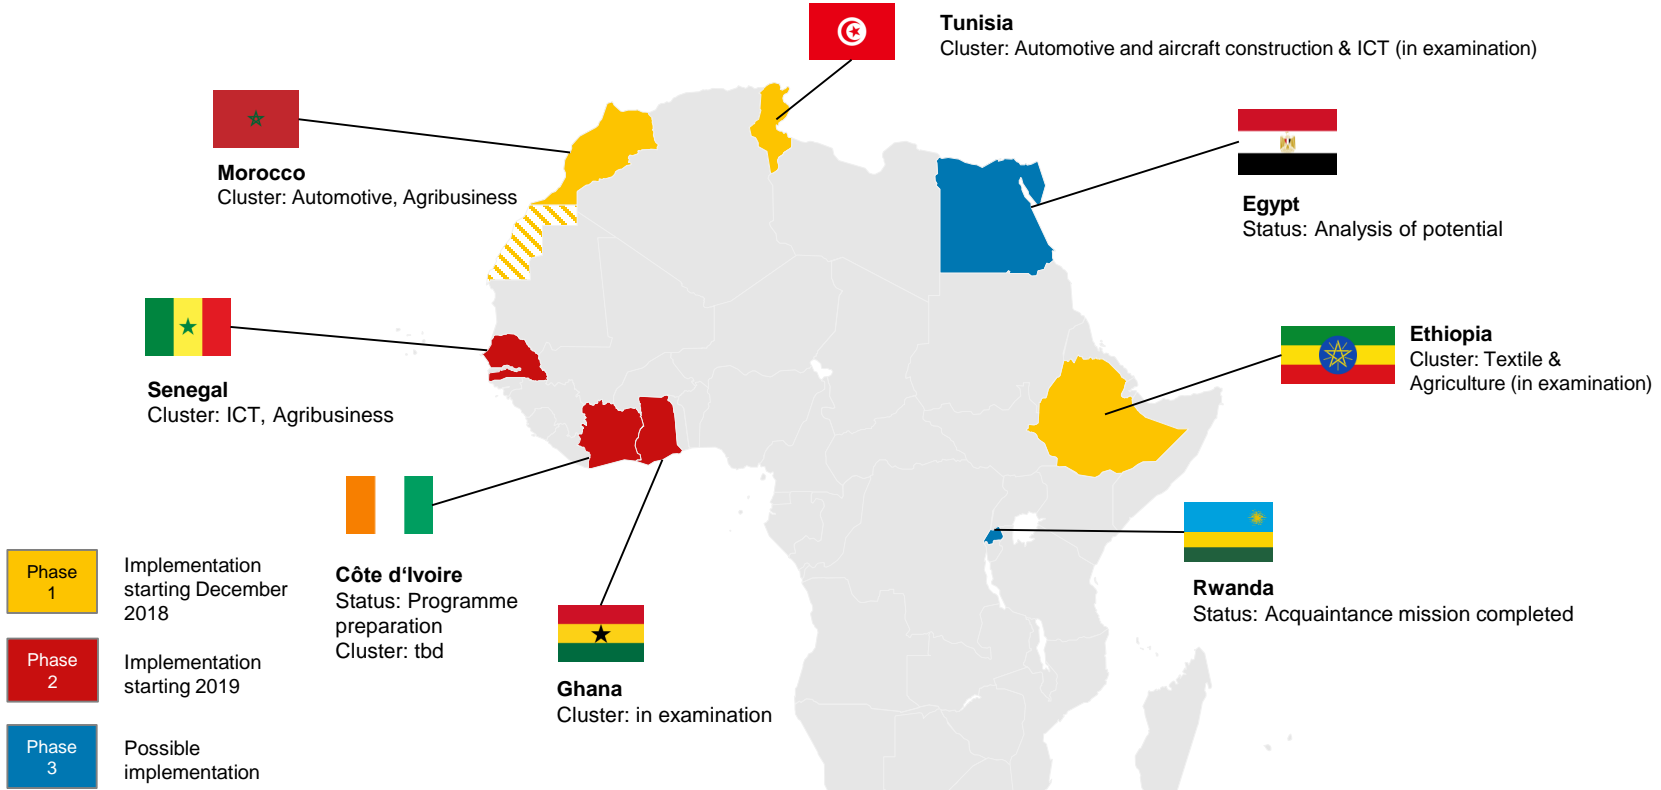 Tunisia
Cluster: Automotive and aircraft construction & ICT (in examination)
Morocco
Cluster: Automotive, Agribusiness
Egypt
Status: Analysis of potential
Senegal
Cluster: ICT, Agribusiness
Ethiopia
Cluster: Textile &
Agriculture (in examination)
Côte d‘Ivoire
Status: Programme
preparation
Cluster: tbd
Ghana
Cluster: in examination
Rwanda
Status: Acquaintance mission completed
Phase
1
Implementation
starting December
2018
Phase
2
Implementation
starting 2019
Phase
3
Possible
implementation